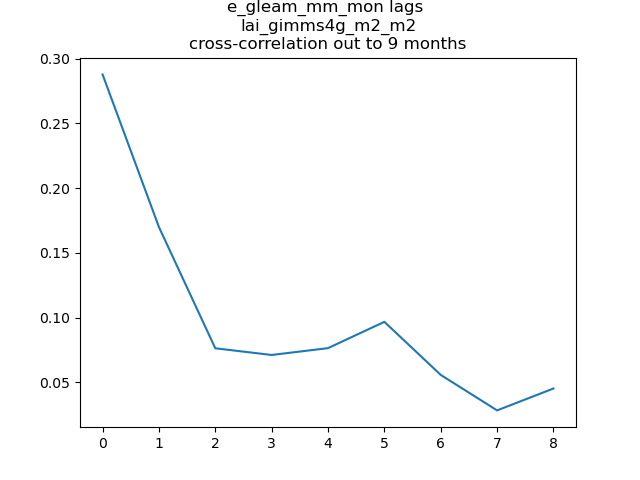 e_gleam_mm_mon lags
lai_gimms4g_m2_m2
cross-correlation out to 9 months
0.30
0.25
0.20
0.15
0.10
0.05
0 1 2 3 4 5 6 7 8